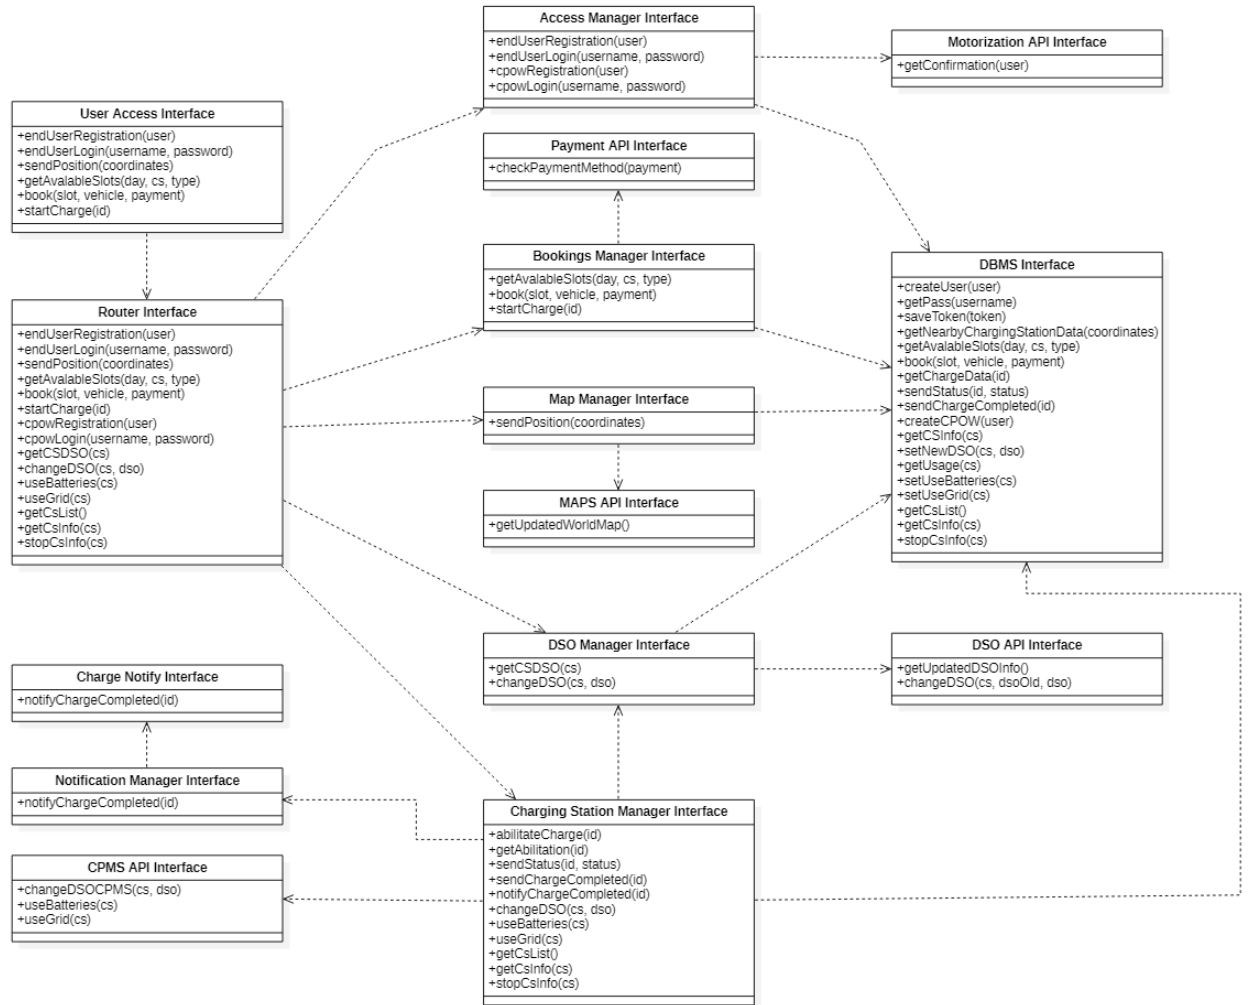 Access Manager Interface
+endUserRegistration(user)
+endUserLogin(username, password)
+cpowRegistration(user)
+cpowLogin(username, password)
Motorization API Interface
+getConfirmation(user)
User Access Interface
+endUserRegistration(user)
+endUserLogin(username, password)
+sendPosition(coordinates)
+getAvalableSlots(day, cs, type)
+book(slot, vehicle, payment)
+startCharge(id)
Payment API Interface
+checkPaymentMethod(payment)
Bookings Manager Interface
+getAvalableSlots(day, cs, type)
+book(slot, vehicle, payment)
+startCharge(id)
DBMS Interface
+createUser(user)
+getPass(username)
+saveToken(token)
+getNearbyChargingStationData(coordinates)
+getAvalableSlots(day, cs, type)
+book(slot, vehicle, payment)
+getChargeData(id)
+sendStatus(id, status)
+sendChargeCompleted(id)
+createCPOW(user)
+getCSInfo(cs)
+setNewDSO(cs, dso)
+getUsage(cs)
+setUseBatteries(cs)
+setUseGrid(cs)
+getCsList()
+getCsInfo(cs)
+stopCsInfo(cs)
Router Interface
+endUserRegistration(user)
+endUserLogin(username, password)
+sendPosition(coordinates)
+getAvalableSlots(day, cs, type)
+book(slot, vehicle, payment)
+startCharge(id)
+cpowRegistration(user)
+cpowLogin(username, password)
+getCSDSO(cs)
+changeDSO(cs, dso)
+useBatteries(cs)
+useGrid(cs)
+getCsList()
+getCsInfo(cs)
+stopCsInfo(cs)
Map Manager Interface
+sendPosition(coordinates)
MAPS API Interface
+getUpdatedWorldMap()
DSO Manager Interface
+getCSDSO(cs)
+changeDSO(cs, dso)
DSO API Interface
+getUpdatedDSOInfo()
+changeDSO(cs, dsoOld, dso)
Charge Notify Interface
+notifyChargeCompleted(id)
Notification Manager Interface
+notifyChargeCompleted(id)
CPMS API Interface
+changeDSOCPMS(cs, dso)
+useBatteries(cs)
+useGrid(cs)
Charging Station Manager Interface
+abilitateCharge(id)
+getAbilitation(id)
+sendStatus(id, status)
+sendChargeCompleted(id)
+notifyChargeCompleted(id)
+changeDSO(cs, dso)
+useBatteries(cs)
+useGrid(cs)
+getCsList()
+getCsInfo(cs)
+stopCsInfo(cs)